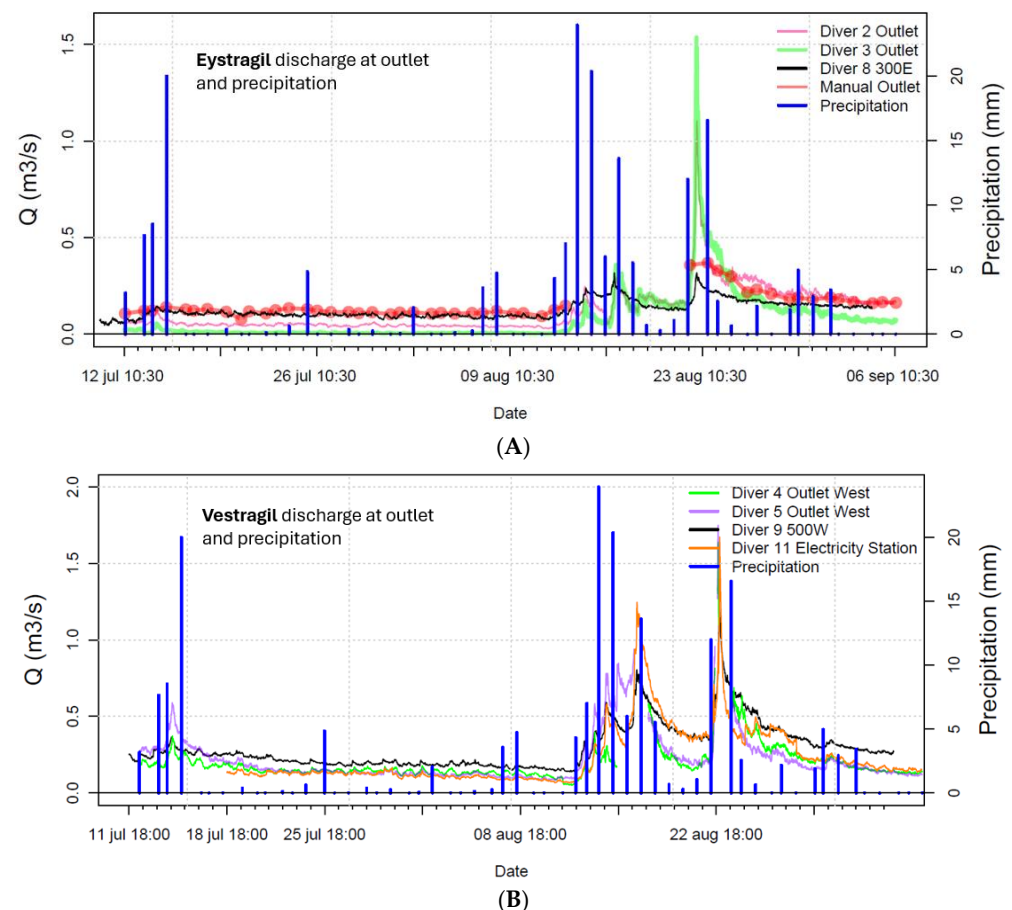 Eystragil discharge at outlet
and precipitation
Diver 2 Outlet
Diver 3 Outlet
Diver 8 300E
Manual Outlet
Precipitation
Q (m3/s)
1.5
1.0
0.5
0.0
Precipitation (mm)
20
15
10
5
0
12 jul 10:30 26 jul 10:30 09 aug 10:30 23 aug 10:30 06 sep 10:30
Date
(A)
Vestragil discharge at outlet
and precipitation
Diver 4 Outlet West
Diver 5 Outlet West
Diver 9 500W
Diver 11 Electricity Station
Precipitation
Q (m3/s)
2.0
1.5
1.0
0.5
0.0
Precipitation (mm)
20
15
10
5
0
11 jul 18:00 18 jul 18:00 25 jul 18:00 08 aug 18:00 22 aug 18:00
Date
(B)